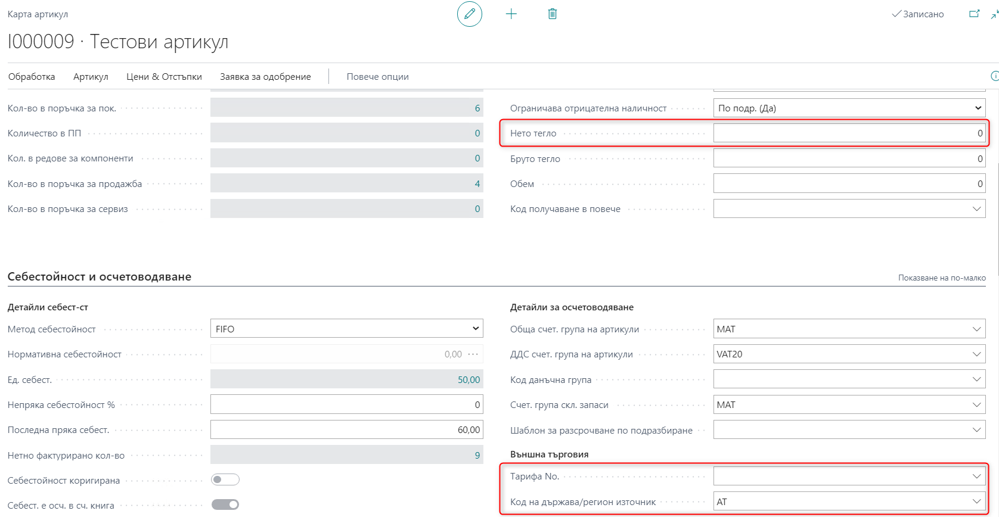 Карта артикул
Записано
I000009 · Тестови артикул
Обработка Артикул Цени & Отстъпки Заявка за одобрение Повече опции
Кол-во в поръчка за пок. 6
Количество в ПП 0
Кол. в редове за компоненти 0
Кол-во в поръчка за продажба 4
Кол-во в поръчка за сервиз 0
Ограничава отрицателна наличност По подр. (Да)
Нето тегло 0
Бруто тегло 0
Обем 0
Код получаване в повече
Себестойност и осчетоводяване
Показване на по-малко
Детайли себест-ст
Метод себестойност FIFO
Нормативна себестойност 0,00 ···
Ед. себест. 50,00
Непряка себестойност % 0
Последна пряка себест. 60,00
Нетно фактурирано кол-во 9
Себестойност коригирана
Себест. е осч. в сч. книга
Детайли за осчетоводяване
Обща счет. група на артикули MAT
ДДС счет. група на артикули VAT20
Код данъчна група
Счет. група скл. запаси MAT
Шаблон за разсрочване по подразбиране
Външна търговия
Тарифа No.
Код на държава/регион източник AT